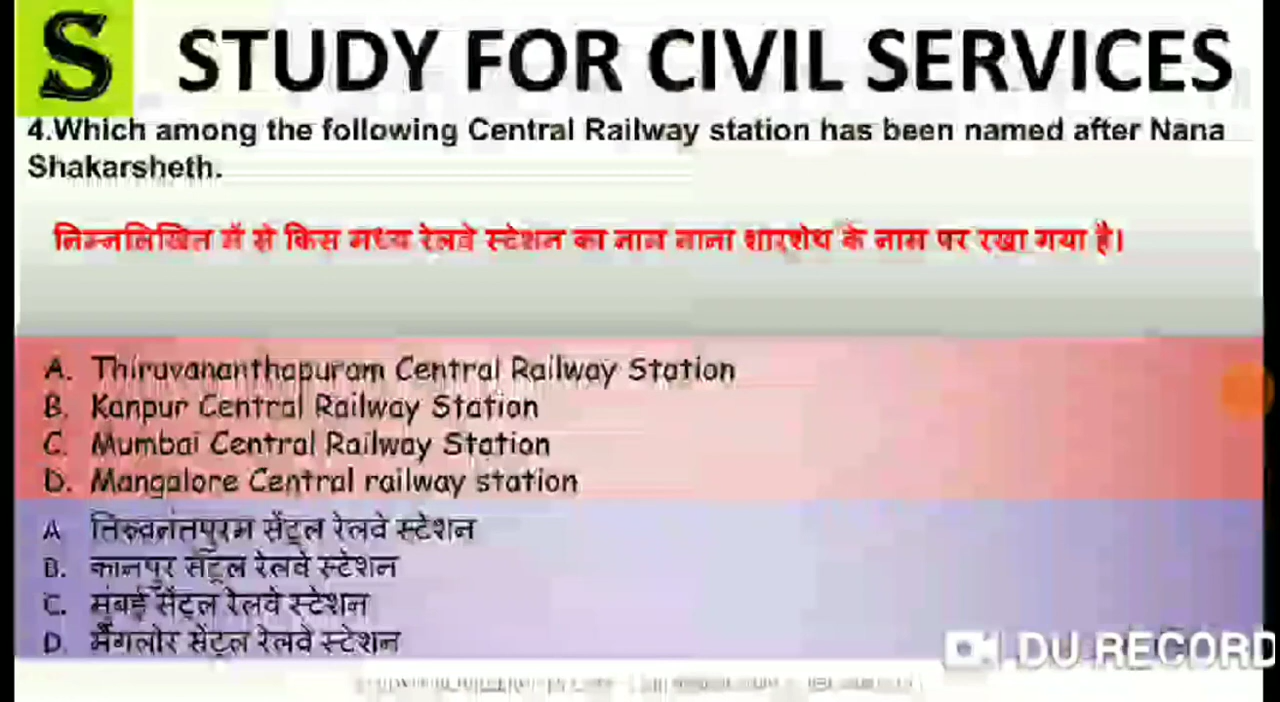 S STUDY FOR CIVIL SERVICES
4.Which among the following Central Railway station has been named after Nana
Shakarsheth.
निम्नलिखित में से किस मध्य रेलवे स्टेशन का नाम नाना शारशेथ के नाम पर रखा गया है।
A. Thiruvananthapuram Central Railway Station
B. Kanpur Central Railway Station
C. Mumbai Central Railway Station
D. Mangalore Central railway station
A तिरुवनंतपुरम सेंट्रल रेलवे स्टेशन
B. कानपुर सेंट्रल रेलवे स्टेशन
C. मुंबई सेंट्रल रेलवे स्टेशन
D. मैंगलोर सेंट्रल रेलवे स्टेशन
DU RECORD